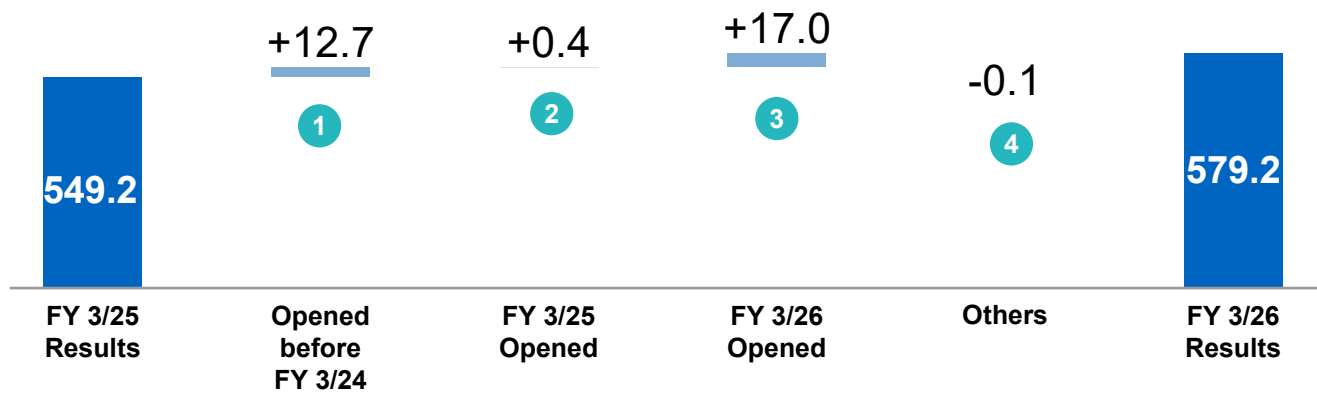 +12.7
+0.4
+17.0
-0.1
1
2
3
4
549.2
579.2
FY 3/25
Results
Opened
before
FY 3/24
FY 3/25
Opened
FY 3/26
Opened
Others
FY 3/26
Results